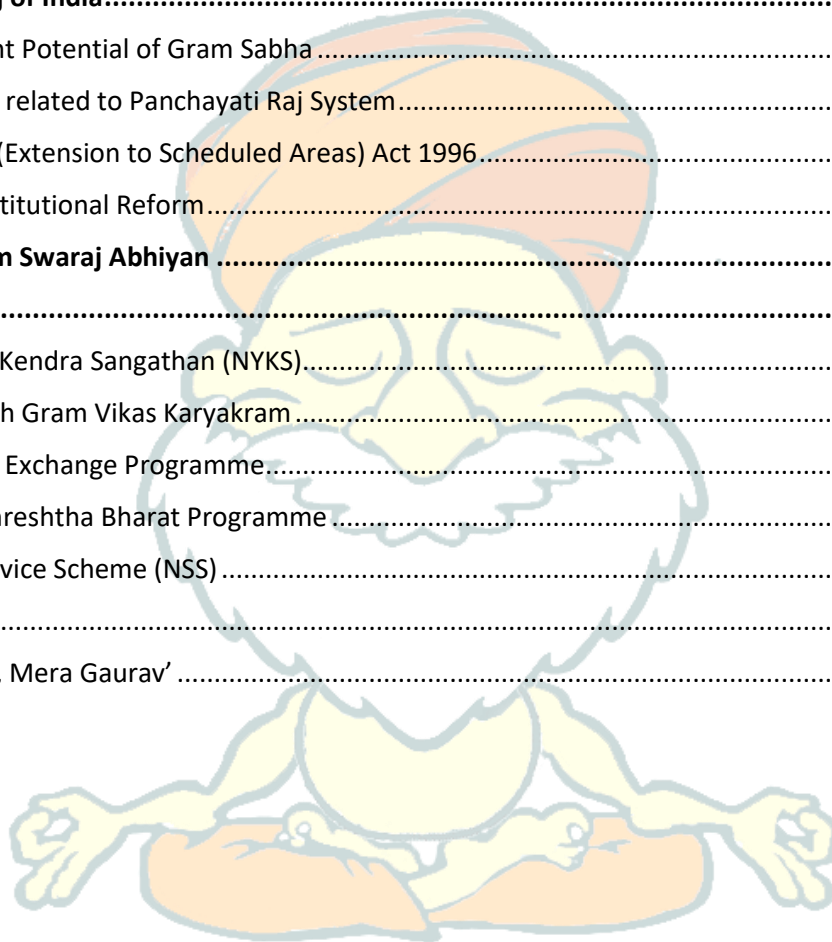 g of India
nt Potential of Gram Sabha
related to Panchayati Raj System
(Extension to Scheduled Areas) Act 1996
titutional Reform
m Swaraj Abhiyan
Kendra Sangathan (NYKS)
h Gram Vikas Karyakram
Exchange Programme
hreshtha Bharat Programme
vice Scheme (NSS)
Mera Gaurav’